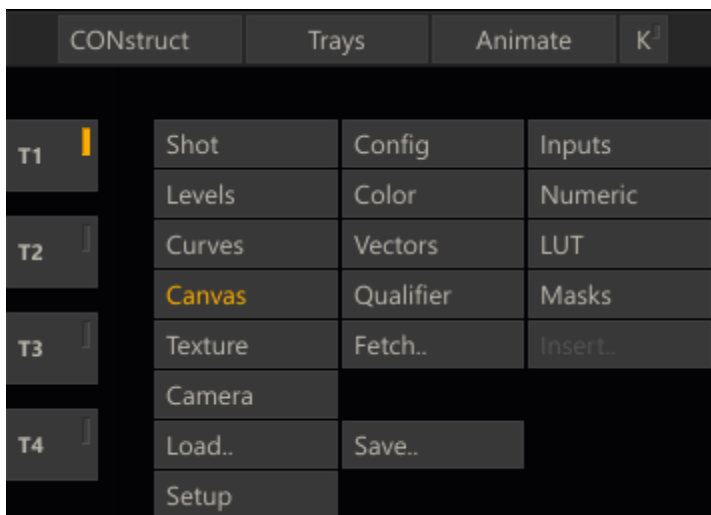 CONstruct Trays Animate K
T1
T2
T3
T4
Shot Config Inputs
Levels Color Numeric
Curves Vectors LUT
Canvas Qualifier Masks
Texture Fetch.. Insert..
Camera
Load.. Save..
Setup